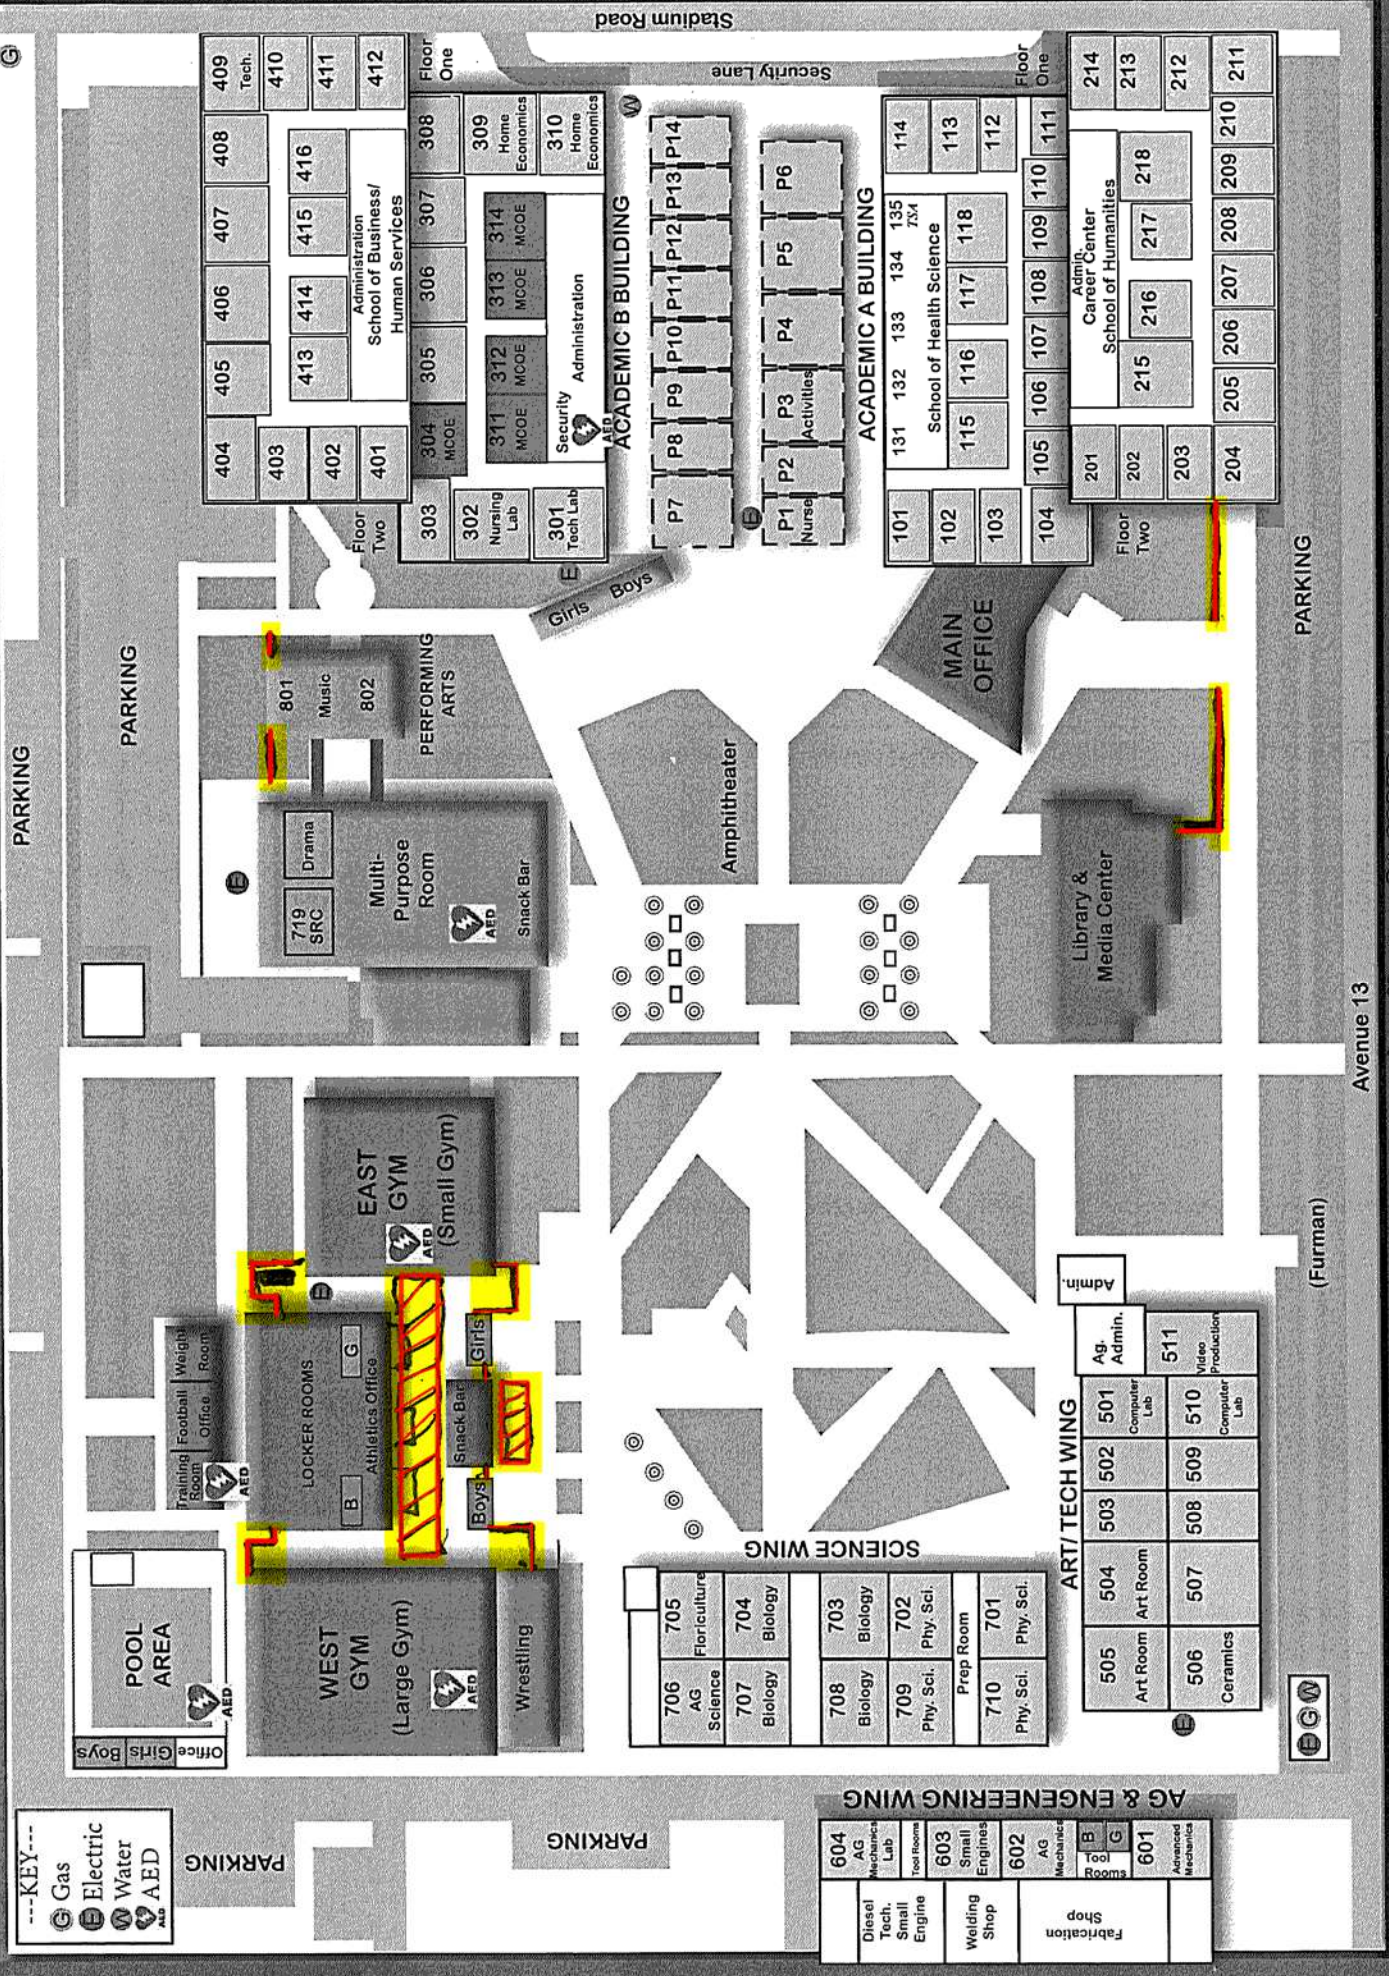 Stadium Road
Security Lane
G
409
Tech.
410
411
412
Floor
One
408
416
407
415
406
414
405
413
404
403
402
401
Administration
School of Business/
Human Services
Floor
Two
308
309
Home
Economics
310
Home
Economics
307
306
305
304
MCOE
303
302
Nursing
Lab
301
Tech Lab
314
MCOE
313
MCOE
312
MCOE
311
MCOE
Administration
Security
AED
E
W
ACADEMIC B BUILDING
P14
P13
P12
P11
P10
P9
P8
P7
P6
P5
P4
P3
Activities
P2
P1
Nurse
E
ACADEMIC A BUILDING
114
113
112
111
110
109
108
107
106
105
104
103
102
101
131
132
133
134
135
TSA
School of Health Science
118
117
116
115
Floor
One
214
213
212
211
210
209
208
207
206
205
204
203
202
201
218
217
216
215
Admin.
Career Center
School of Humanities
Floor
Two
PARKING
PARKING
PARKING
Girls
Boys
801
Music
802
PERFORMING
ARTS
MAIN
OFFICE
Amphitheater
Drama
719
SRC
Multi-
Purpose
Room
Snack Bar
AED
E
Library &
Media Center
Avenue 13
(Furman)
EAST
GYM
(Small Gym)
AED
E
LOCKER ROOMS
G
B
Athletics Office
Girls
Snack Bar
Boys
Weight
Room
Football
Office
Training
Room
AED
POOL
AREA
AED
Boys
Girls
Office
WEST
GYM
(Large Gym)
AED
Wrestling
SCIENCE WING
705
Floriculture
704
Biology
703
Biology
702
Phy. Sci.
701
Phy. Sci.
Prep Room
706
AG
Science
707
Biology
708
Biology
709
Phy. Sci.
710
Phy. Sci.
ART/ TECH WING
Admin.
Ag.
Admin.
511
Video
Production
501
Computer
Lab
510
Computer
Lab
502
509
503
508
504
Art Room
507
505
Art Room
506
Ceramics
E
E G W
AG & ENGENEERING WING
604
AG
Mechanics
Lab
Tool Rooms
603
Small
Engines
602
AG
Mechanics
B
G
Tool
Rooms
601
Advanced
Mechanics
Diesel
Tech.
Small
Engine
Welding
Shop
Fabrication
Shop
PARKING
PARKING
---KEY---
G Gas
E Electric
W Water
AED AED